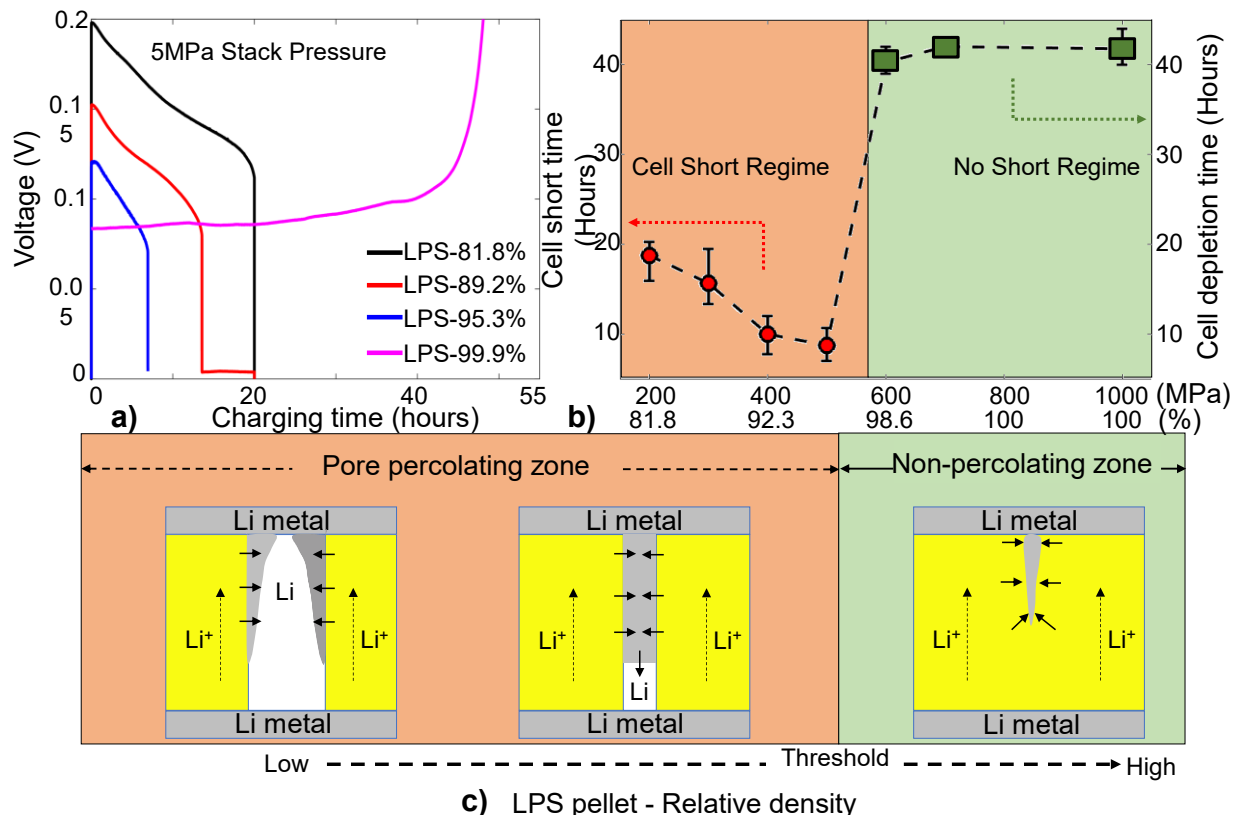 0.2
5MPa Stack Pressure
0.1
5
0.1
0.0
5
0
Voltage (V)
LPS-81.8%
LPS-89.2%
LPS-95.3%
LPS-99.9%
0 20 40 55
a) Charging time (hours)
Cell short time
(Hours)
40
30
20
10
Cell Short Regime
No Short Regime
40
30
20
10
Cell depletion time (Hours)
200 400 600 800 1000 (MPa)
b) 81.8 92.3 98.6 100 100 (%)
Pore percolating zone
Non-percolating zone
Li metal
Li
Li+
Li+
Li metal
Li metal
Li+
Li+
Li
Li metal
Li metal
Li+
Li+
Li metal
Low Threshold High
c) LPS pellet - Relative density